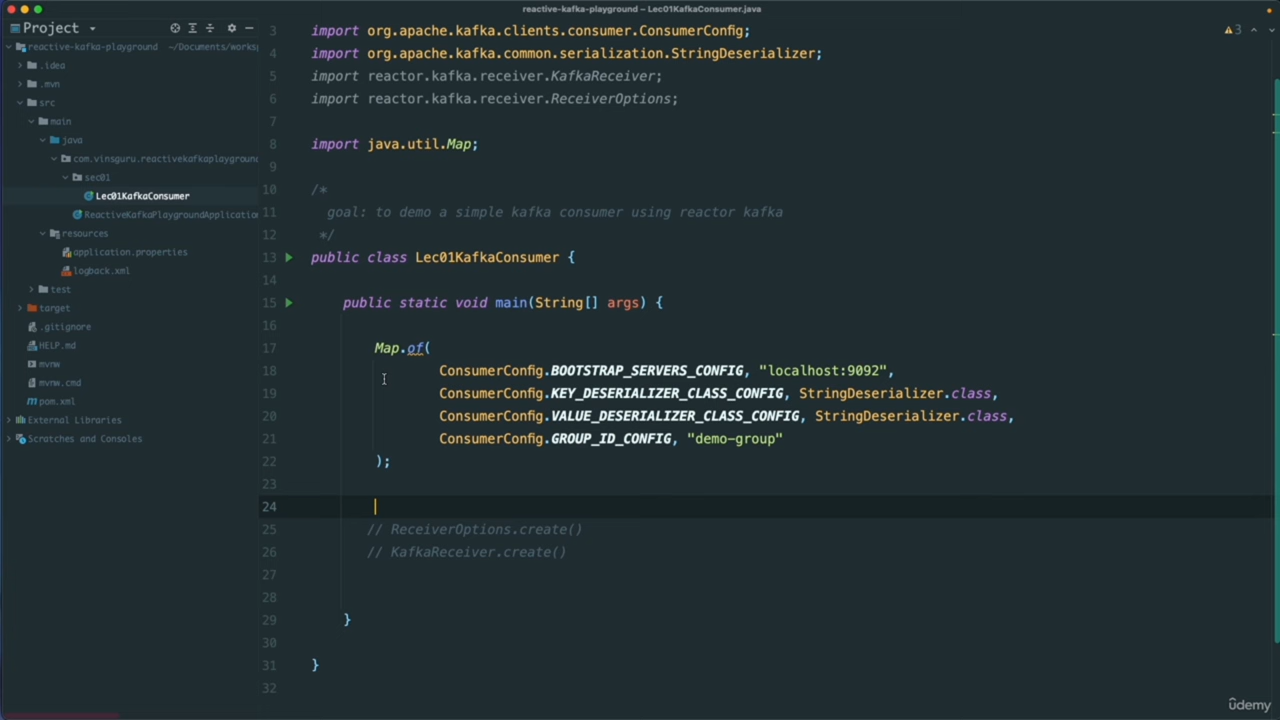 reactive-kafka-playground – Lec01KafkaConsumer.java
Project
reactive-kafka-playground ~/Documents/worksp
.idea
.mvn
src
main
java
com.vinsguru.reactivekafkaplayground
sec01
Lec01KafkaConsumer
ReactiveKafkaPlaygroundApplication
resources
application.properties
logback.xml
test
target
.gitignore
HELP.md
mvnw
mvnw.cmd
pom.xml
External Libraries
Scratches and Consoles
3
3 import org.apache.kafka.clients.consumer.ConsumerConfig;
4 import org.apache.kafka.common.serialization.StringDeserializer;
5 import reactor.kafka.receiver.KafkaReceiver;
6 import reactor.kafka.receiver.ReceiverOptions;
7
8 import java.util.Map;
9
10 /*
11 goal: to demo a simple kafka consumer using reactor kafka
12 */
13 public class Lec01KafkaConsumer {
14
15 public static void main(String[] args) {
16
17 Map.of(
18 ConsumerConfig.BOOTSTRAP_SERVERS_CONFIG, "localhost:9092",
19 ConsumerConfig.KEY_DESERIALIZER_CLASS_CONFIG, StringDeserializer.class,
20 ConsumerConfig.VALUE_DESERIALIZER_CLASS_CONFIG, StringDeserializer.class,
21 ConsumerConfig.GROUP_ID_CONFIG, "demo-group"
22 );
23
24
25 // ReceiverOptions.create()
26 // KafkaReceiver.create()
27
28
29 }
30
31 }
32
ûdemy